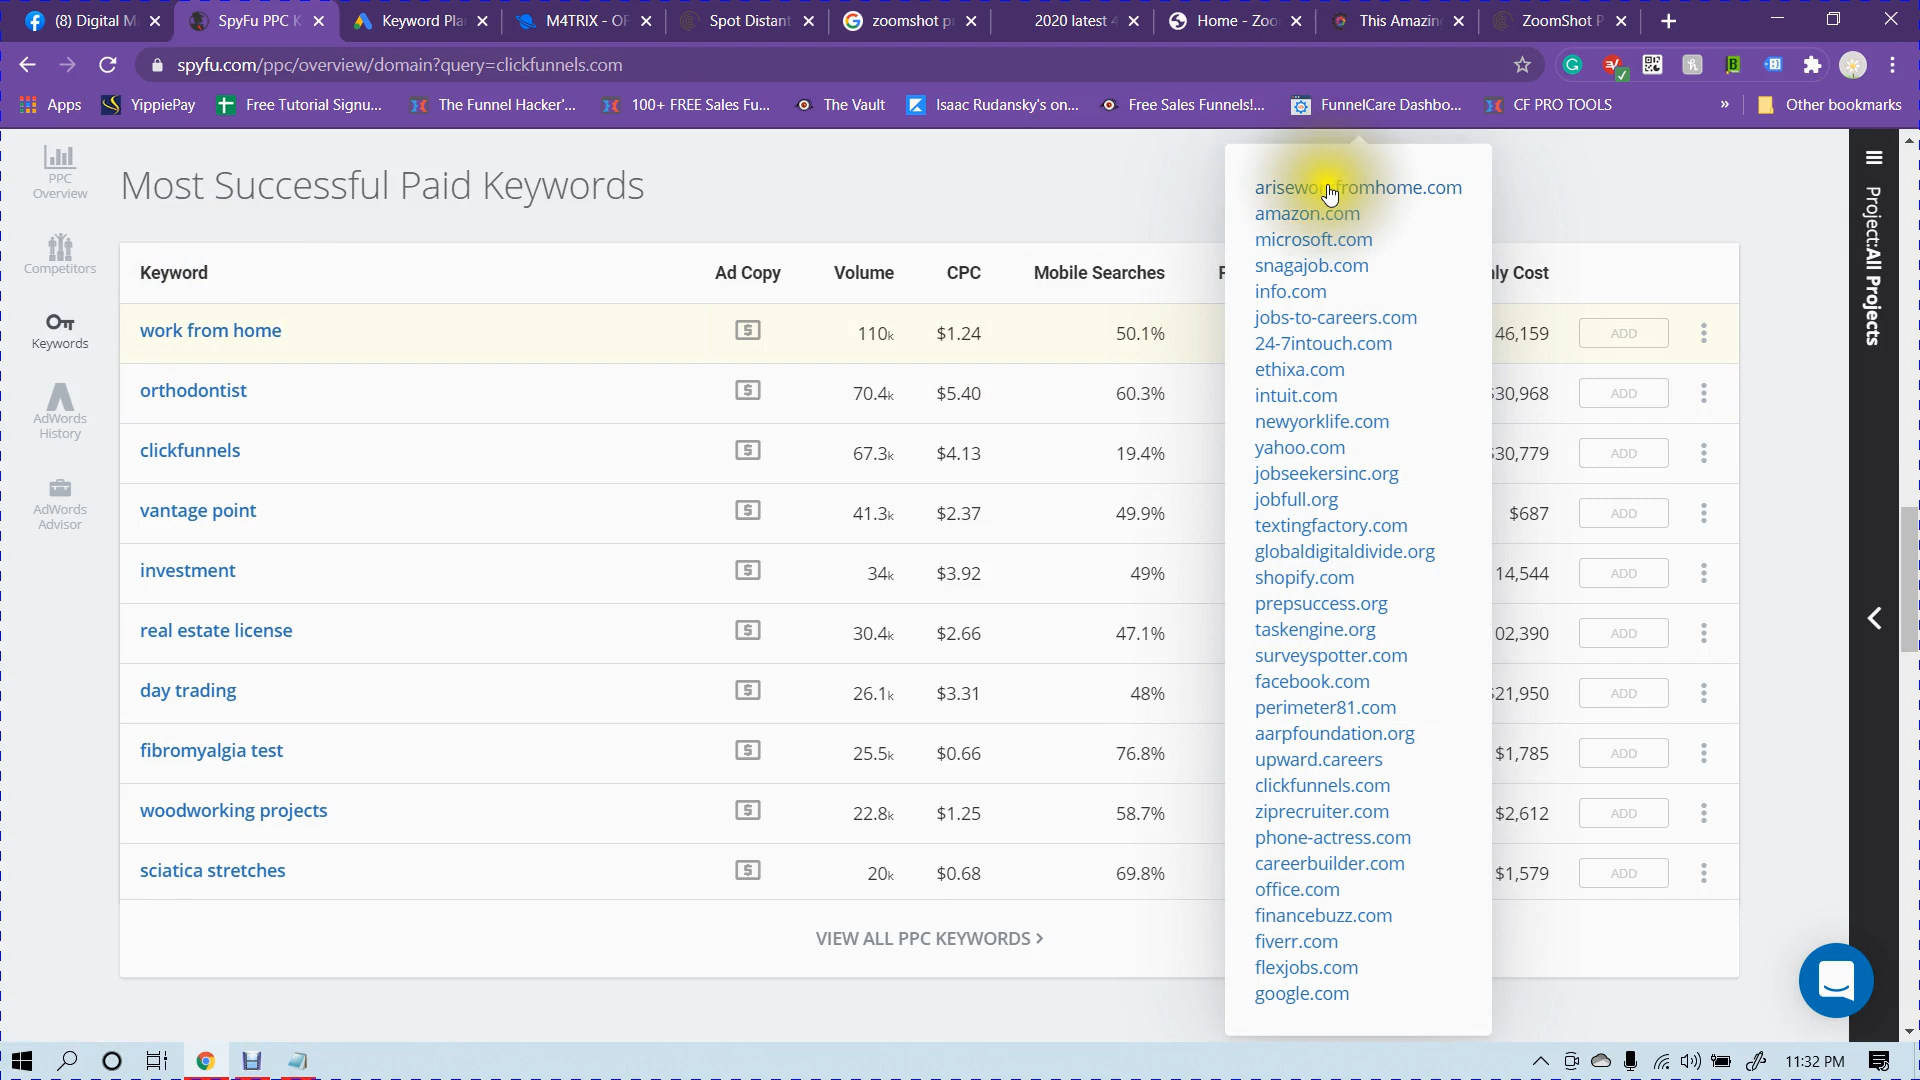 (8) Digital M
SpyFu PPC K
Keyword Pla
M4TRIX - OF
Spot Distant
zoomshot p
2020 latest 4
Home - Zoo
This Amazin
ZoomShot P
spyfu.com/ppc/overview/domain?query=clickfunnels.com
Apps
YippiePay
Free Tutorial Signu...
The Funnel Hacker'...
100+ FREE Sales Fu...
The Vault
Isaac Rudansky's on...
Free Sales Funnels!...
FunnelCare Dashbo...
CF PRO TOOLS
»
Other bookmarks
PPC
Overview
Competitors
Keywords
AdWords
History
AdWords
Advisor
Most Successful Paid Keywords
Keyword Ad Copy Volume CPC Mobile Searches
work from home 110k $1.24 50.1% 46,159 ADD
orthodontist 70.4k $5.40 60.3% $30,968 ADD
clickfunnels 67.3k $4.13 19.4% $30,779 ADD
vantage point 41.3k $2.37 49.9% $687 ADD
investment 34k $3.92 49% 14,544 ADD
real estate license 30.4k $2.66 47.1% 02,390 ADD
day trading 26.1k $3.31 48% $21,950 ADD
fibromyalgia test 25.5k $0.66 76.8% $1,785 ADD
woodworking projects 22.8k $1.25 58.7% $2,612 ADD
sciatica stretches 20k $0.68 69.8% $1,579 ADD
VIEW ALL PPC KEYWORDS >
amazon.com
microsoft.com
snagajob.com
info.com
jobs-to-careers.com
24-7intouch.com
ethixa.com
intuit.com
newyorklife.com
yahoo.com
jobseekersinc.org
jobfull.org
textingfactory.com
globaldigitaldivide.org
shopify.com
prepsuccess.org
taskengine.org
surveyspotter.com
facebook.com
perimeter81.com
aarpfoundation.org
upward.careers
clickfunnels.com
ziprecruiter.com
phone-actress.com
careerbuilder.com
office.com
financebuzz.com
fiverr.com
flexjobs.com
google.com
Cost
Project:All Projects
11:32 PM